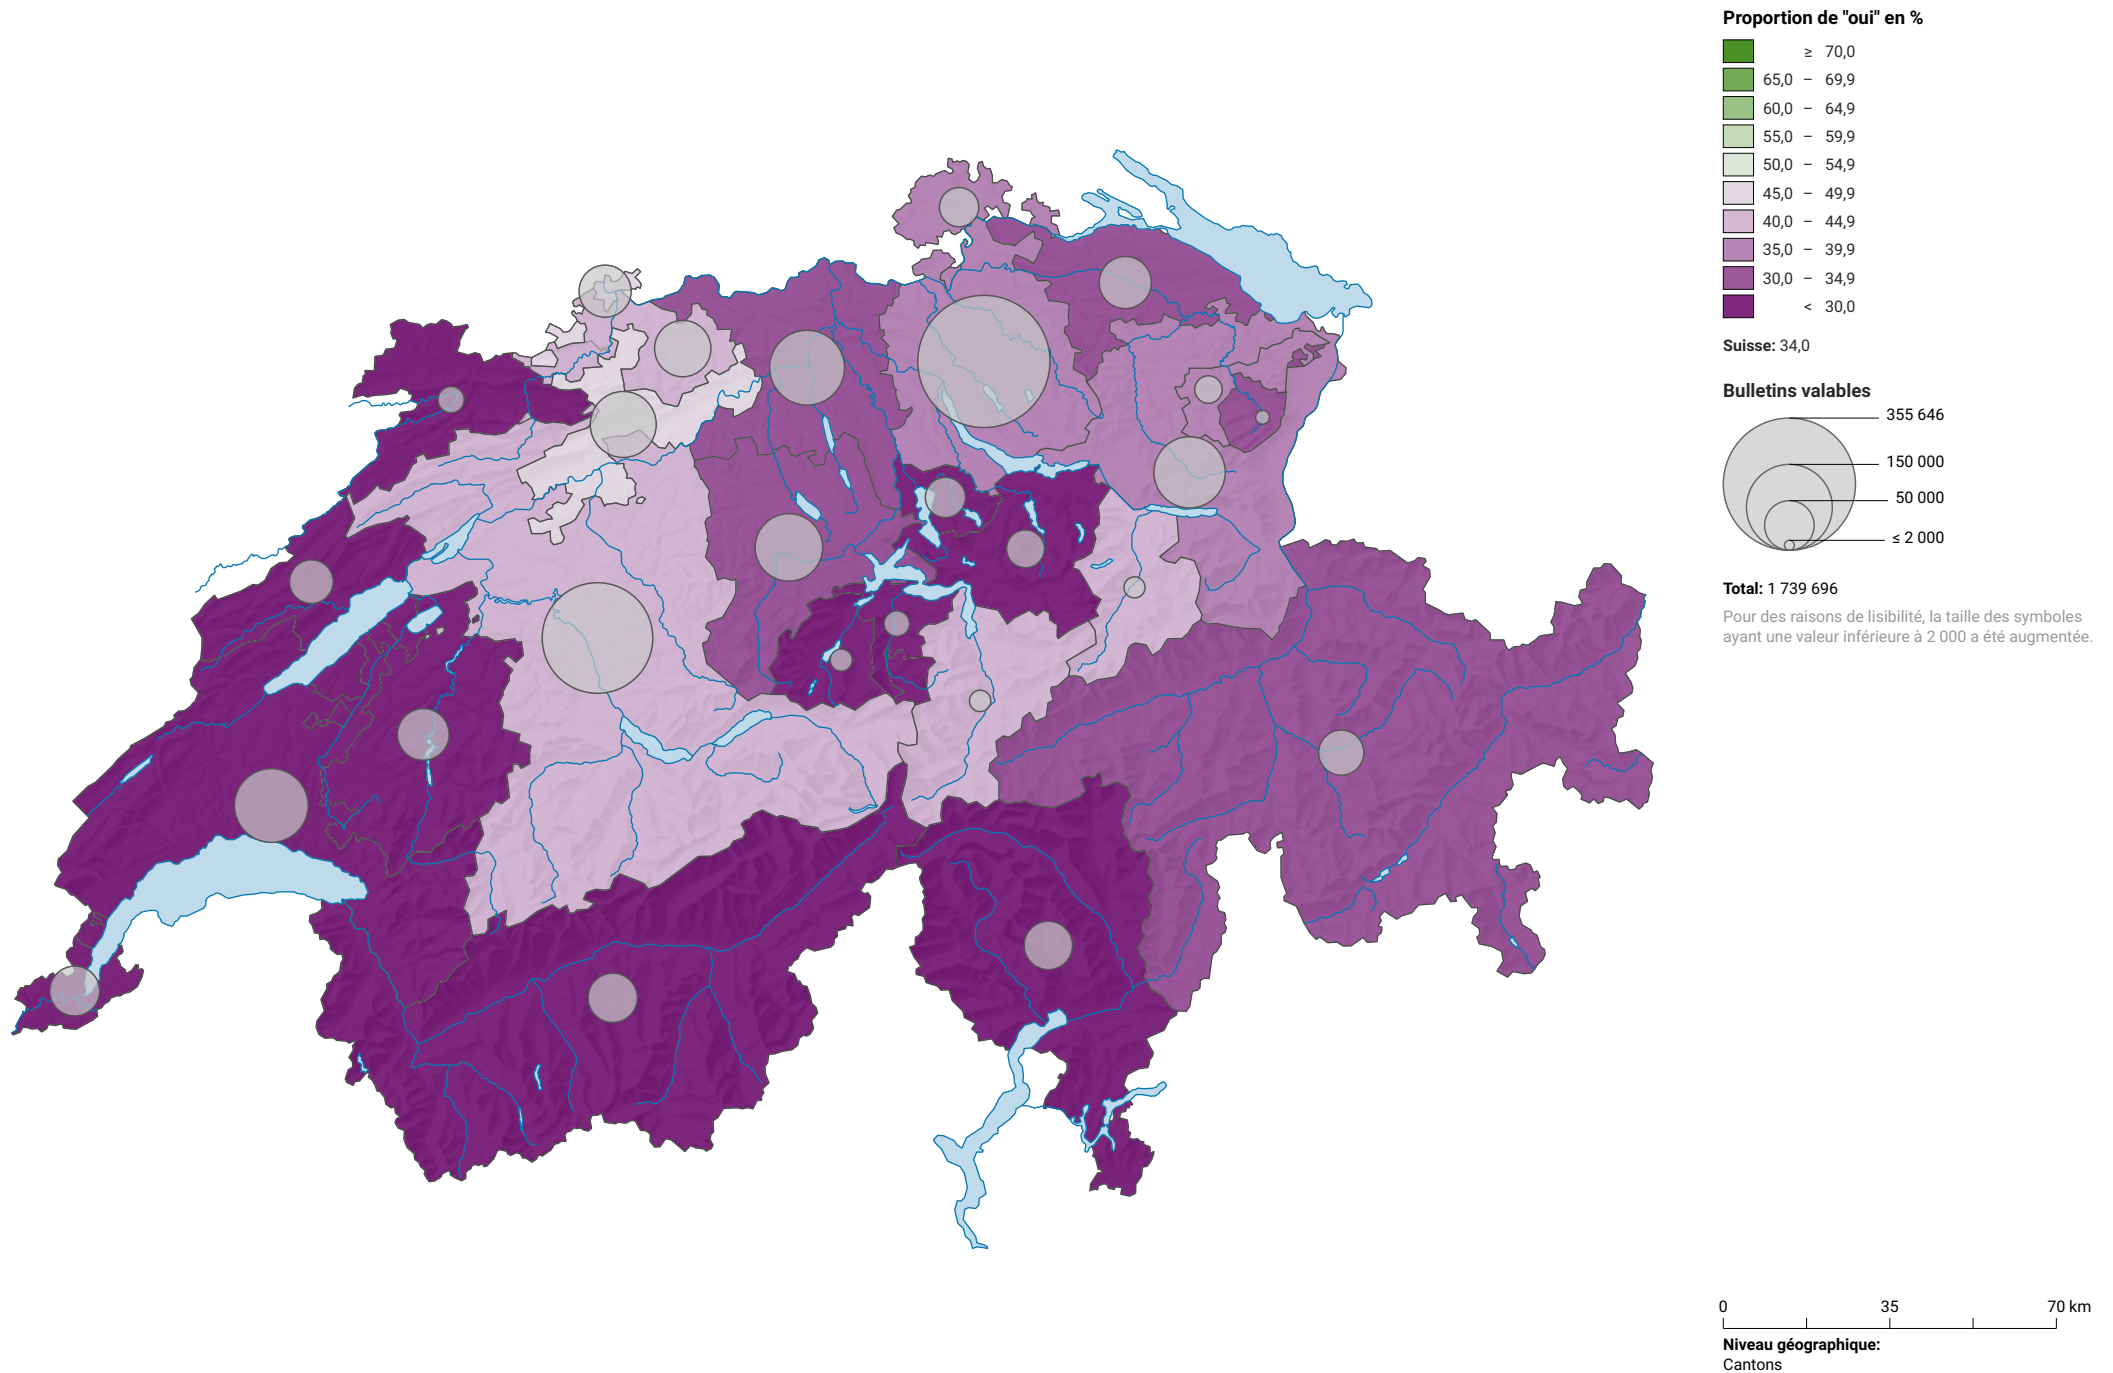 Proportion de "oui" en %
≥ 70,0
65,0 – 69,9
60,0 – 64,9
55,0 – 59,9
50,0 – 54,9
45,0 – 49,9
40,0 – 44,9
35,0 – 39,9
30,0 – 34,9
< 30,0
Suisse: 34,0
Bulletins valables
355 646
150 000
50 000
≤ 2 000
Total: 1 739 696
Pour des raisons de lisibilité, la taille des symboles
ayant une valeur inférieure à 2 000 a été augmentée.
0 35 70 km
Niveau géographique:
Cantons